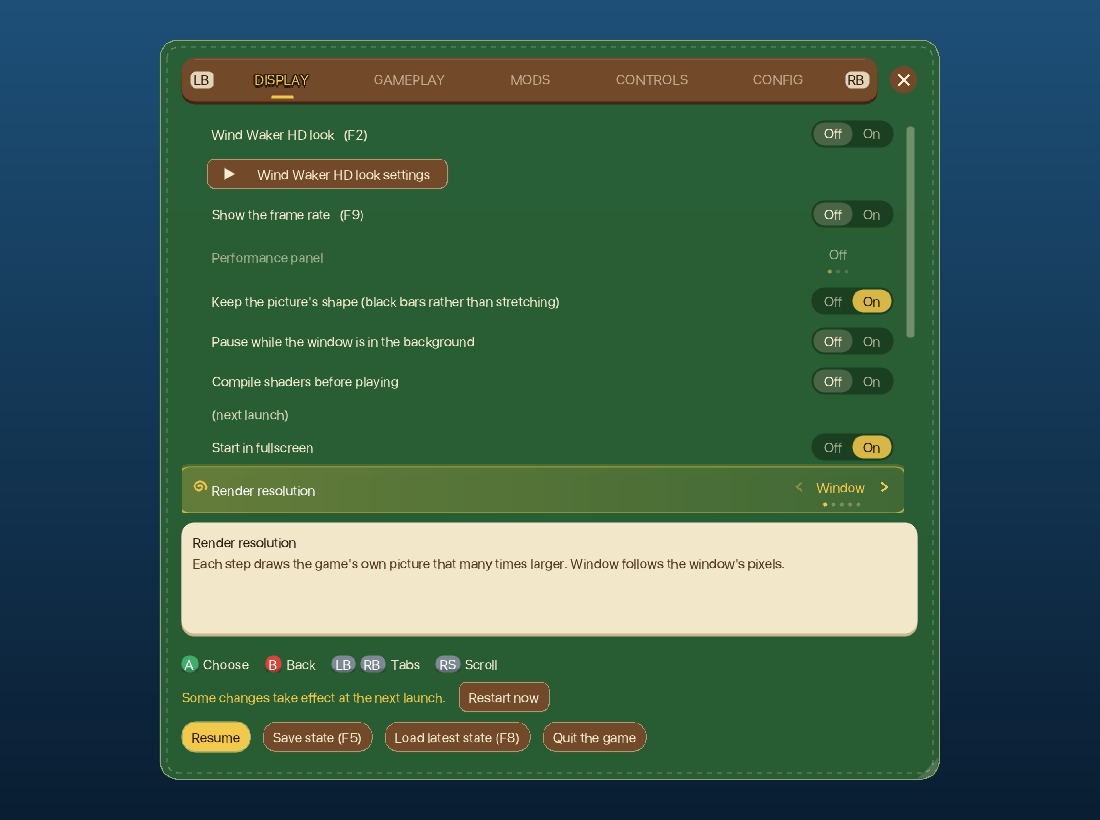 LB DISPLAY GAMEPLAY MODS CONTROLS CONFIG RB
Wind Waker HD look (F2) Off On
Wind Waker HD look settings
Show the frame rate (F9) Off On
Performance panel Off
Keep the picture's shape (black bars rather than stretching) Off On
Pause while the window is in the background Off On
Compile shaders before playing Off On
(next launch)
Start in fullscreen Off On
Render resolution Window
Render resolution
Each step draws the game's own picture that many times larger. Window follows the window's pixels.
A Choose B Back LB RB Tabs RS Scroll
Some changes take effect at the next launch. Restart now
Resume Save state (F5) Load latest state (F8) Quit the game